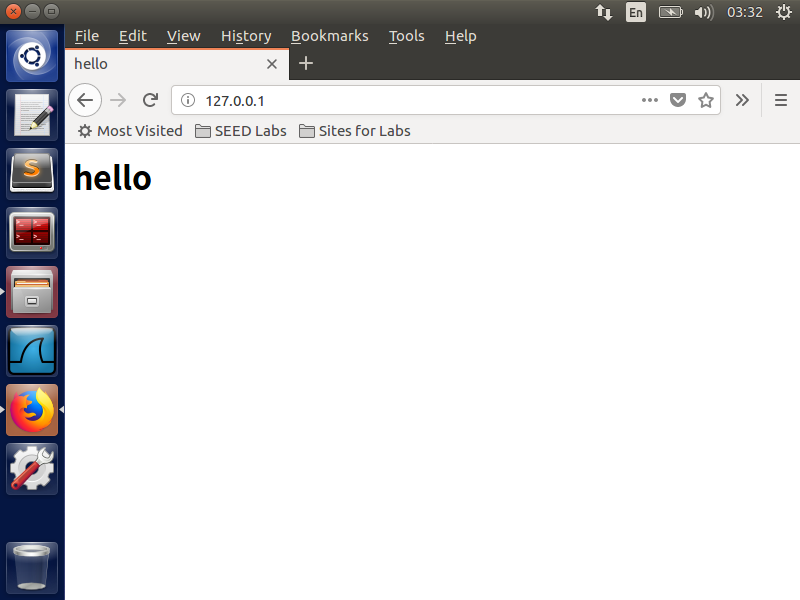 En 03:32
File Edit View History Bookmarks Tools Help
hello
127.0.0.1
Most Visited SEED Labs Sites for Labs
hello